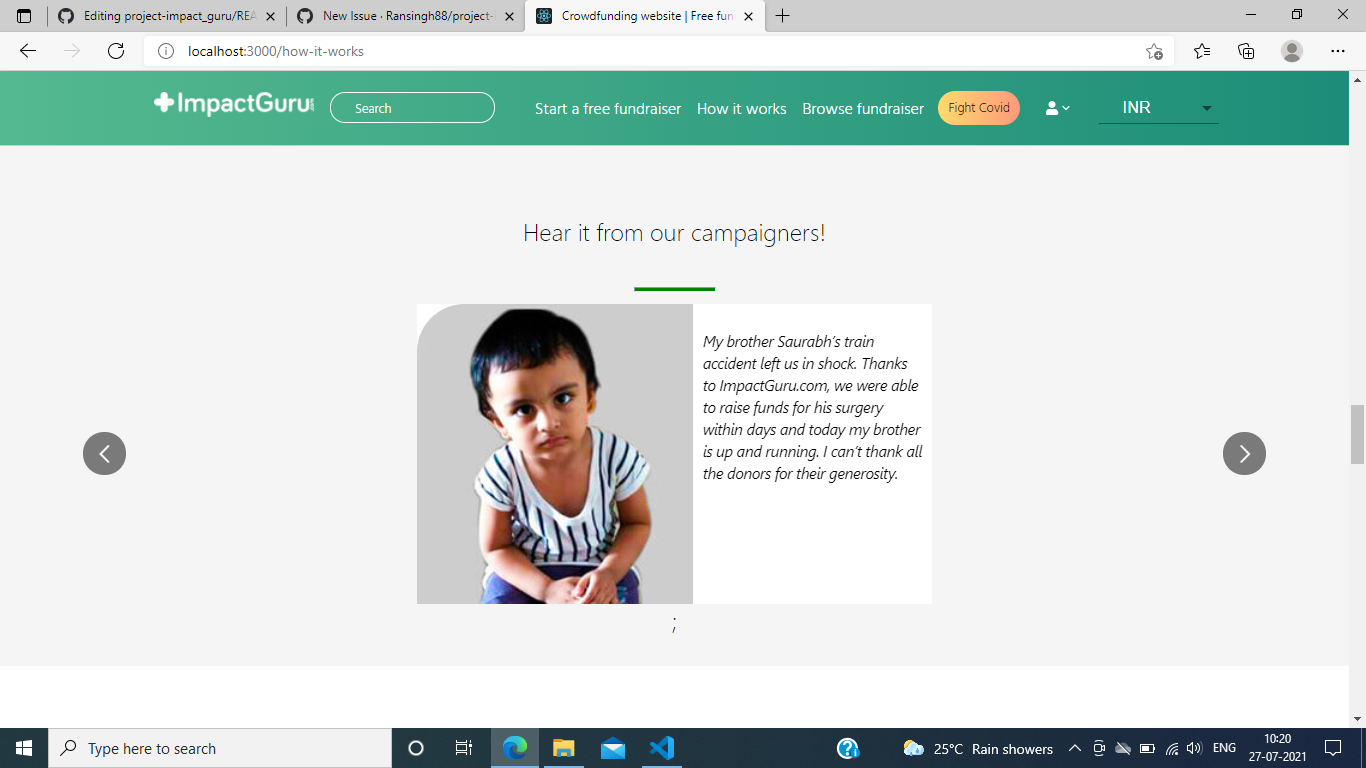 Editing project-impact_guru/REA
New Issue · Ransingh88/project-
Crowdfunding website | Free fun
localhost:3000/how-it-works
ImpactGuru
Search
Start a free fundraiser
How it works
Browse fundraiser
Fight Covid
INR
Hear it from our campaigners!
My brother Saurabh's train
accident left us in shock. Thanks
to ImpactGuru.com, we were able
to raise funds for his surgery
within days and today my brother
is up and running. I can't thank all
the donors for their generosity.
;
Type here to search
25°C Rain showers
ENG
10:20
27-07-2021